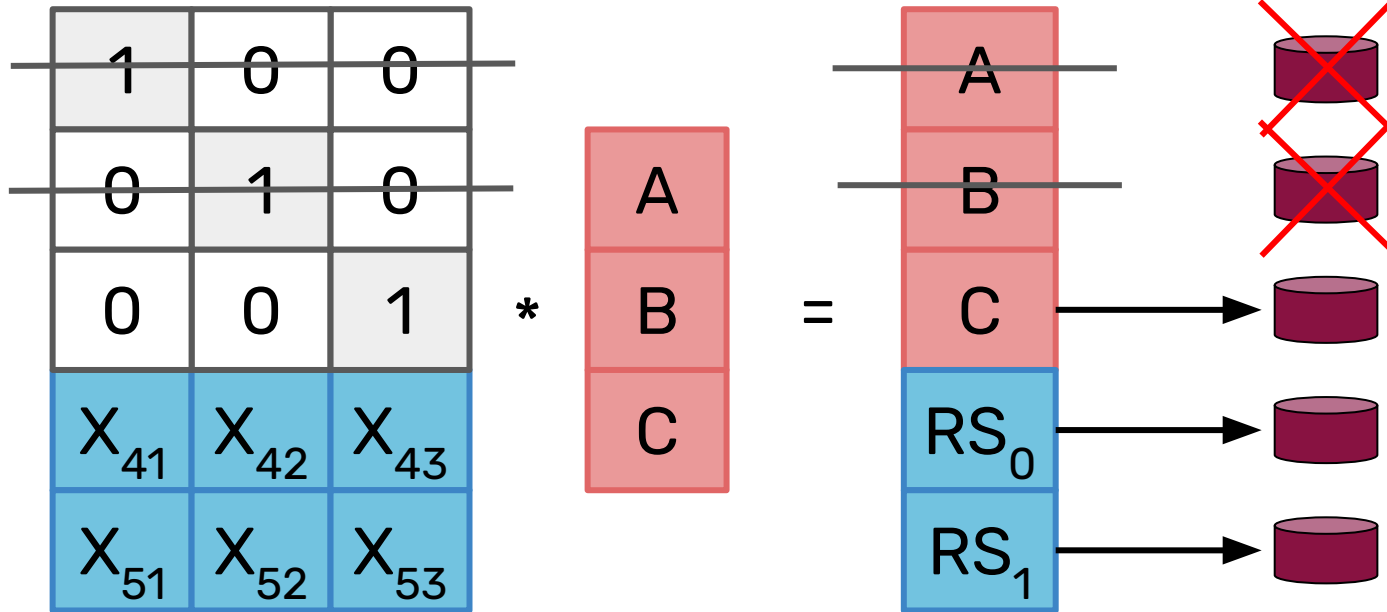 1 0 0 A
0 1 0 A B
0 0 1 * B = C
X₄₁ X₄₂ X₄₃ C RS₀
X₅₁ X₅₂ X₅₃ RS₁